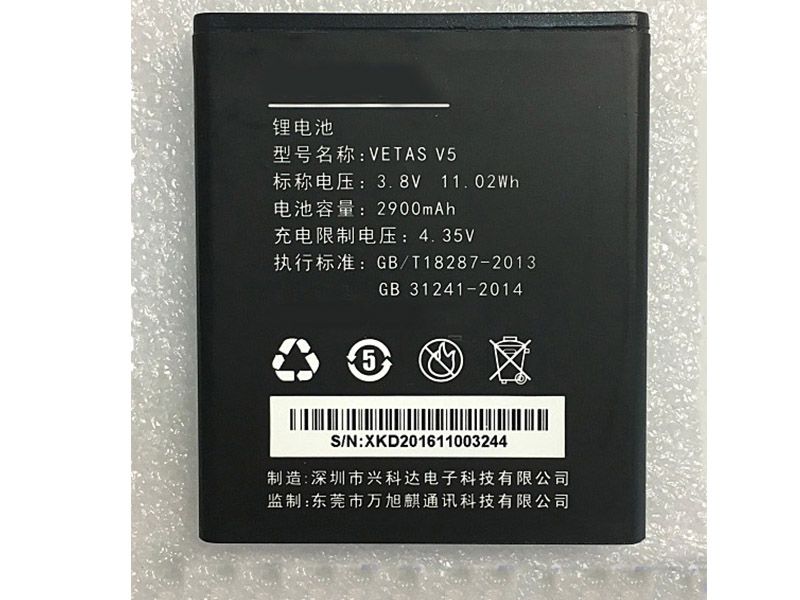 锂电池
型号名称:VETAS V5
标称电压: 3.8V 11.02Wh
电池容量: 2900mAh
充电限制电压: 4.35V
执行标准: GB/T18287-2013
GB 31241-2014
5
S/N:XKD201611003244
制造:深圳市兴科达电子科技有限公司
监制:东莞市万旭麒通讯科技有限公司